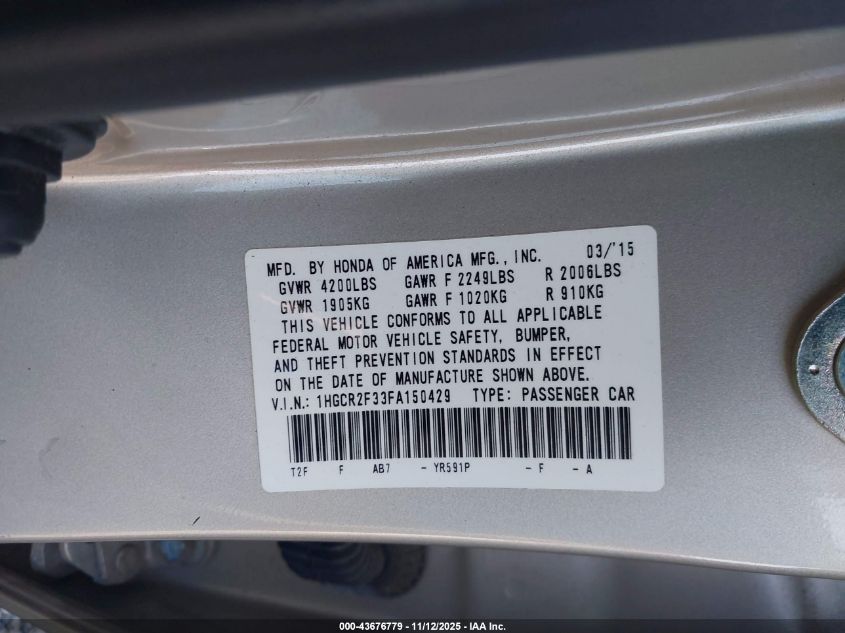 MFD. BY HONDA OF AMERICA MFG., INC. 03/'15
GVWR 4200LBS GAWR F 2249LBS R 2006LBS
GVWR 1905KG GAWR F 1020KG R 910KG
THIS VEHICLE CONFORMS TO ALL APPLICABLE
FEDERAL MOTOR VEHICLE SAFETY, BUMPER,
AND THEFT PREVENTION STANDARDS IN EFFECT
ON THE DATE OF MANUFACTURE SHOWN ABOVE.
V.I.N.: 1HGCR2F33FA150429 TYPE: PASSENGER CAR
T2F F AB7 - YR591P - F - A
000-43676779 - 11/12/2025 - IAA Inc.